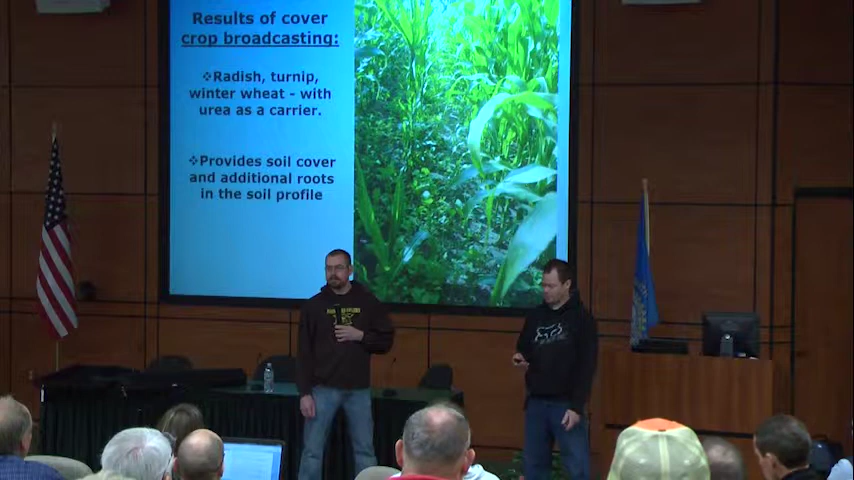 Results of cover
crop broadcasting:
❖Radish, turnip,
winter wheat - with
urea as a carrier.
❖Provides soil cover
and additional roots
in the soil profile
FOX